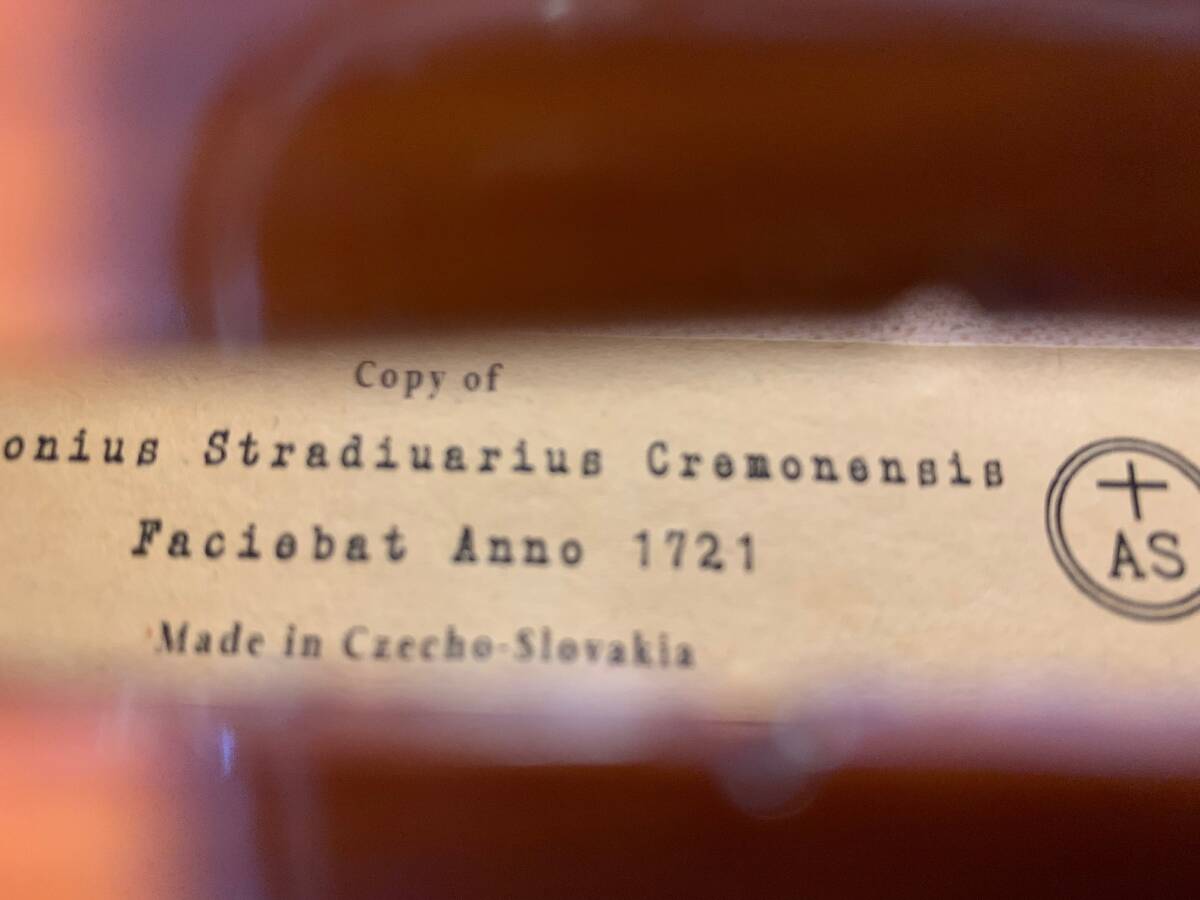 Copy of
onius Stradiuarius Cremonensis
Faciebat Anno 1721
Made in Czecho-Slovakia
+
AS